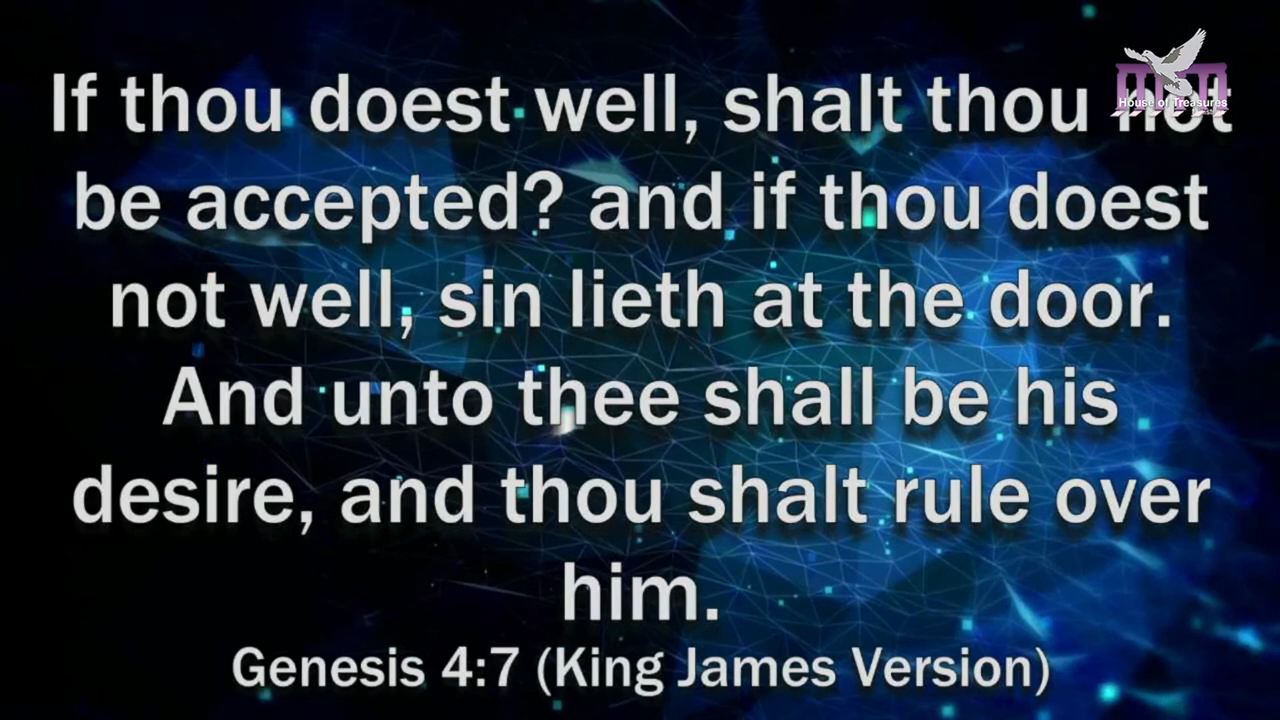 If thou doest well, shalt thou not
be accepted? and if thou doest
not well, sin lieth at the door.
And unto thee shall be his
desire, and thou shalt rule over
him.
Genesis 4:7 (King James Version)
House of Treasures